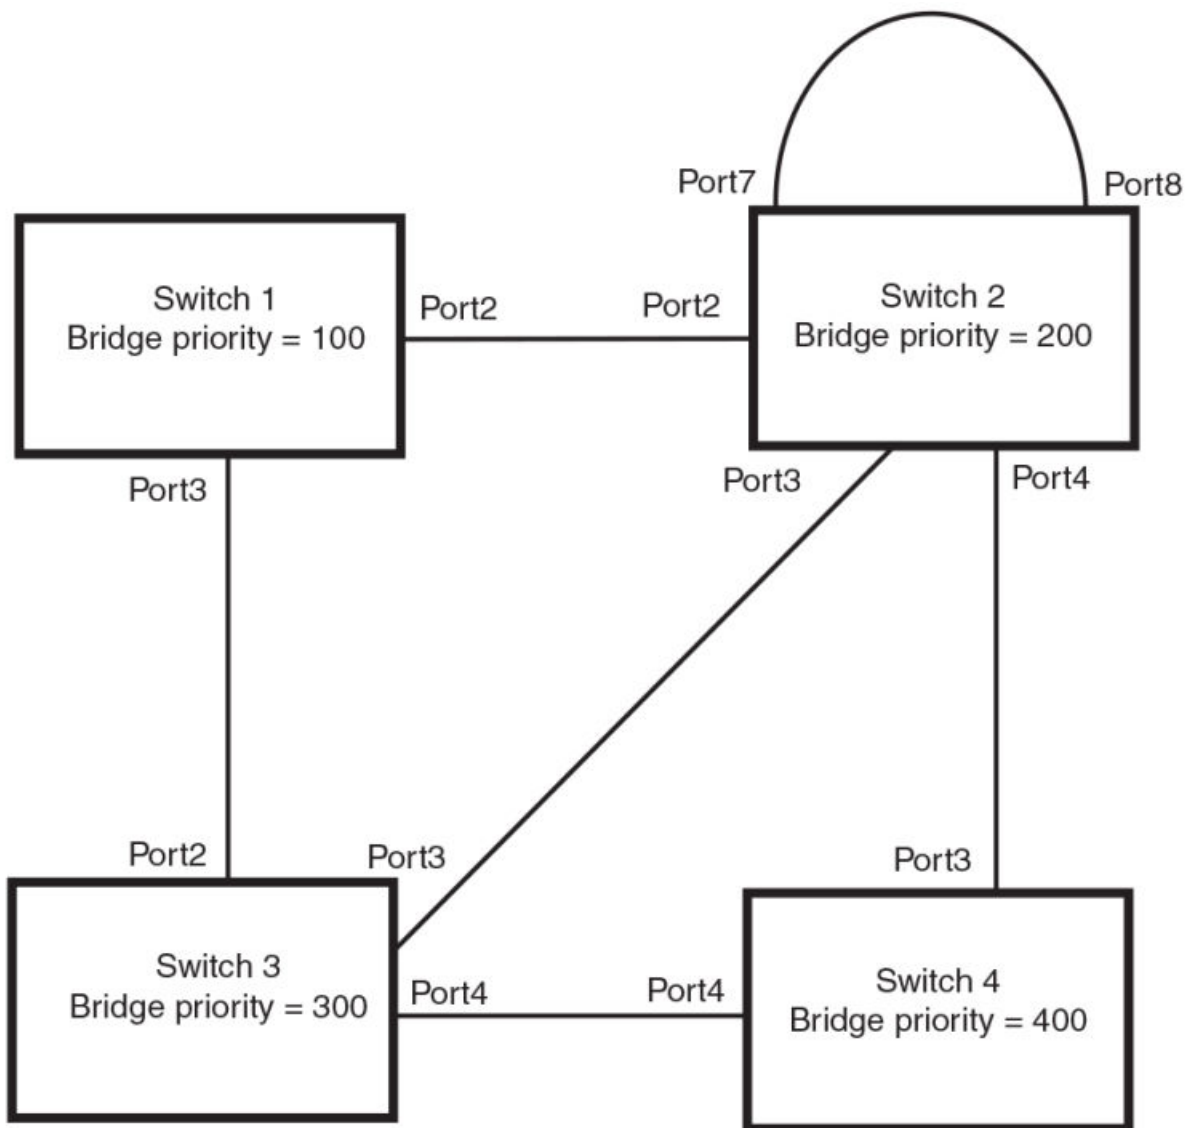 Port7
Port8
Switch 1
Bridge priority = 100
Port2
Port2
Switch 2
Bridge priority = 200
Port3
Port3
Port4
Port2
Port3
Port3
Switch 3
Bridge priority = 300
Port4
Port4
Switch 4
Bridge priority = 400